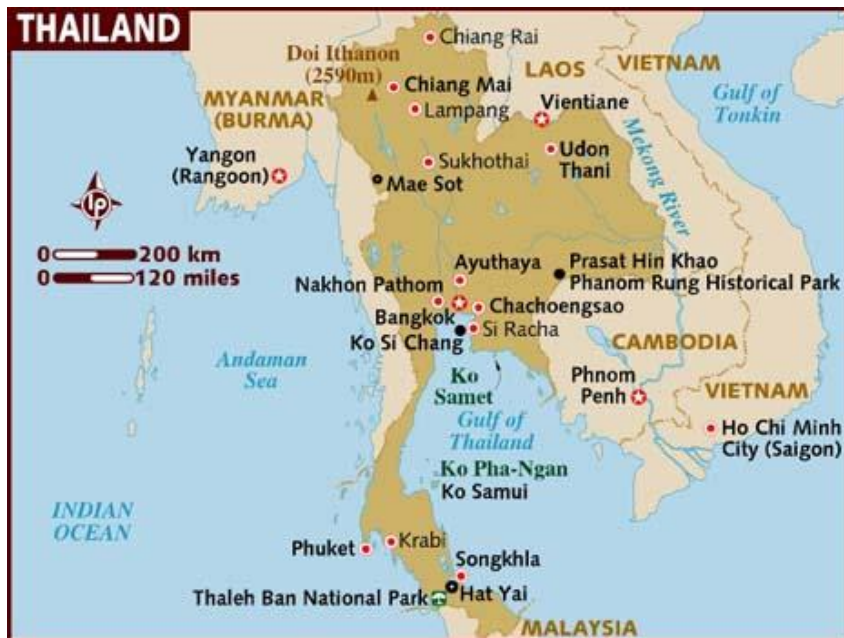 THAILAND
Chiang Rai
Doi Ithanon
(2590m)
LAOS
VIETNAM
Chiang Mai
MYANMAR
(BURMA)
Lampang
Vientiane
Gulf of
Tonkin
Yangon
(Rangoon)
Sukhothai
Udon
Thani
Mekong River
Mae Sot
lp
0 200 km
0 120 miles
Ayuthaya
Prasat Hin Khao
Phanom Rung Historical Park
Nakhon Pathom
Bangkok
Chachoengsao
Si Racha
Ko Si Chang
CAMBODIA
Andaman
Sea
Ko
Samet
Phnom
Penh
VIETNAM
Gulf of
Thailand
Ho Chi Minh
City (Saigon)
Ko Pha-Ngan
Ko Samui
INDIAN
OCEAN
Phuket
Krabi
Songkhla
Hat Yai
Thaleh Ban National Park
MALAYSIA